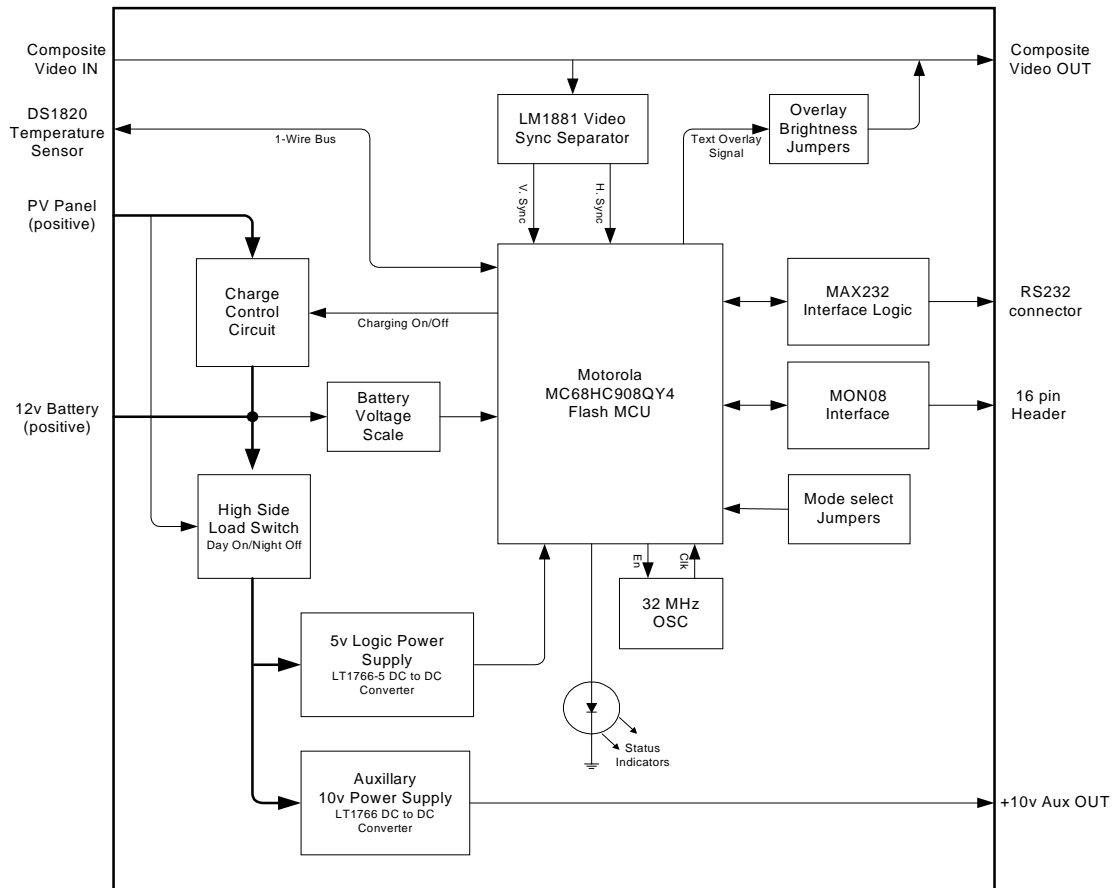 Composite
Video IN
Composite
Video OUT
DS1820
Temperature
Sensor
1-Wire Bus
LM1881 Video
Sync Separator
Text Overlay
Signal
Overlay
Brightness
Jumpers
V. Sync
H. Sync
PV Panel
(positive)
Charge
Control
Circuit
Charging On/Off
MAX232
Interface Logic
RS232
connector
Motorola
MC68HC908QY4
Flash MCU
12v Battery
(positive)
Battery
Voltage
Scale
MON08
Interface
16 pin
Header
High Side
Load Switch
Day On/Night Off
Mode select
Jumpers
En
Clk
32 MHz
OSC
5v Logic Power
Supply
LT1766-5 DC to DC
Converter
Status
Indicators
Auxillary
10v Power Supply
LT1766 DC to DC
Converter
+10v Aux OUT